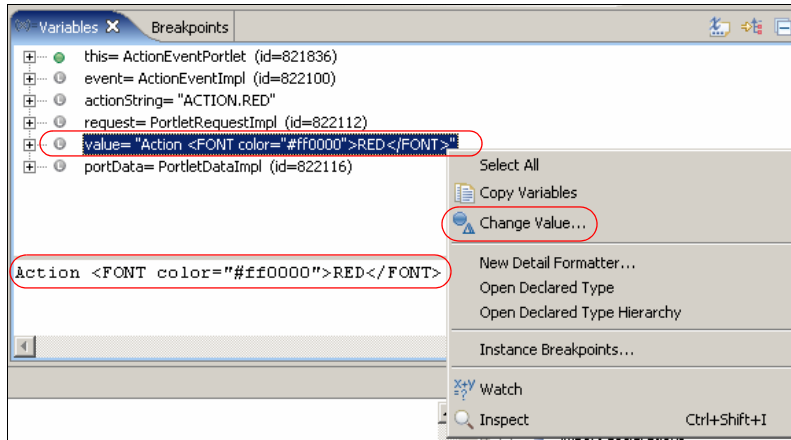 Variables Breakpoints
this= ActionEventPortlet (id=821836)
event= ActionEventImpl (id=822100)
actionString= "ACTION.RED"
request= PortletRequestImpl (id=822112)
value= "Action <FONT color="#ff0000">RED</FONT>"
portData= PortletDataImpl (id=822116)
Action <FONT color="#ff0000">RED</FONT>
Select All
Copy Variables
Change Value...
New Detail Formatter...
Open Declared Type
Open Declared Type Hierarchy
Instance Breakpoints...
Watch
Inspect Ctrl+Shift+I